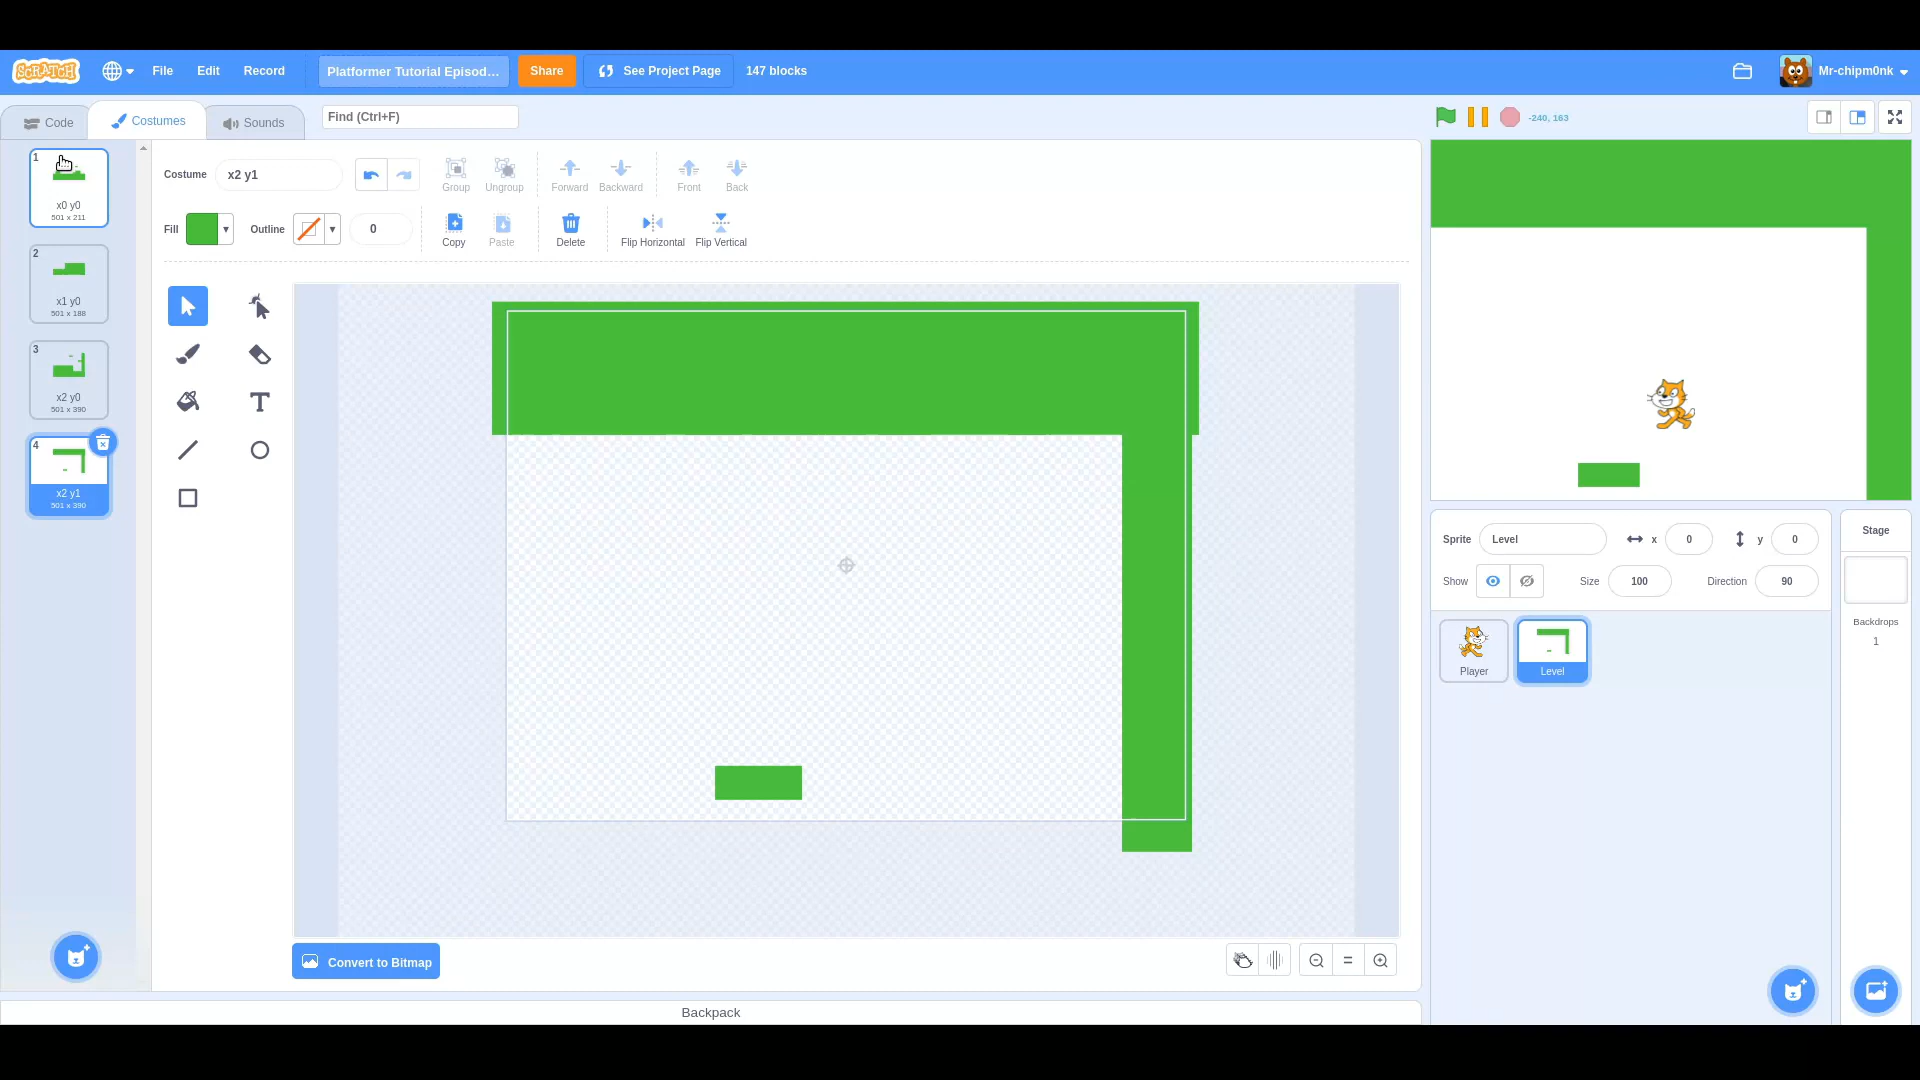 SCRATCH File Edit Record Platformer Tutorial Episod... Share See Project Page 147 blocks Mr-chipm0nk
Code Costumes Sounds Find (Ctrl+F) -240, 163
1
x0 y0
501 x 211
2
x1 y0
501 x 188
3
x2 y0
501 x 390
4
x2 y1
501 x 390
Costume x2 y1 Group Ungroup Forward Backward Front Back
Fill Outline 0 Copy Paste Delete Flip Horizontal Flip Vertical
T
Convert to Bitmap
Backpack
Sprite Level x 0 y 0
Show Size 100 Direction 90
Player Level
Stage
Backdrops
1